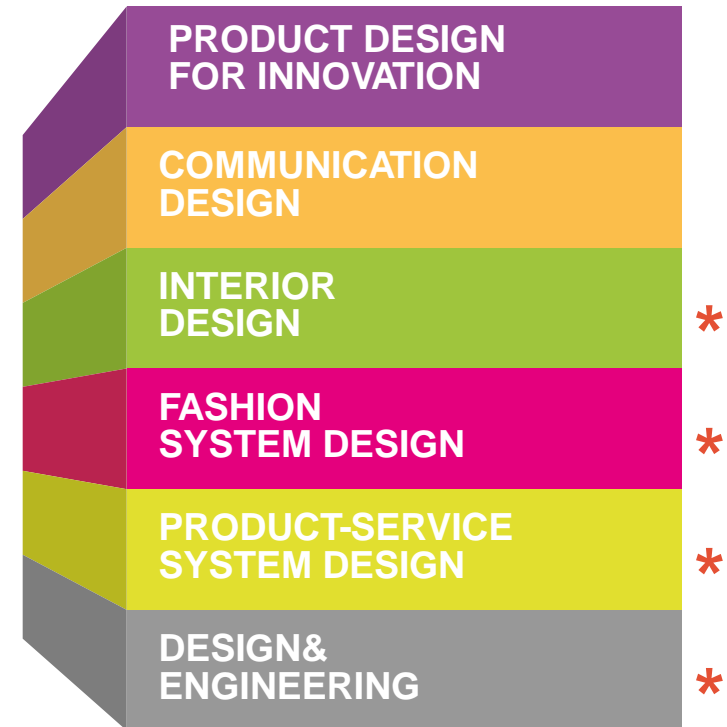 PRODUCT DESIGN
FOR INNOVATION
COMMUNICATION
DESIGN
INTERIOR
DESIGN
*
FASHION
SYSTEM DESIGN
*
PRODUCT-SERVICE
SYSTEM DESIGN
*
DESIGN&
ENGINEERING
*